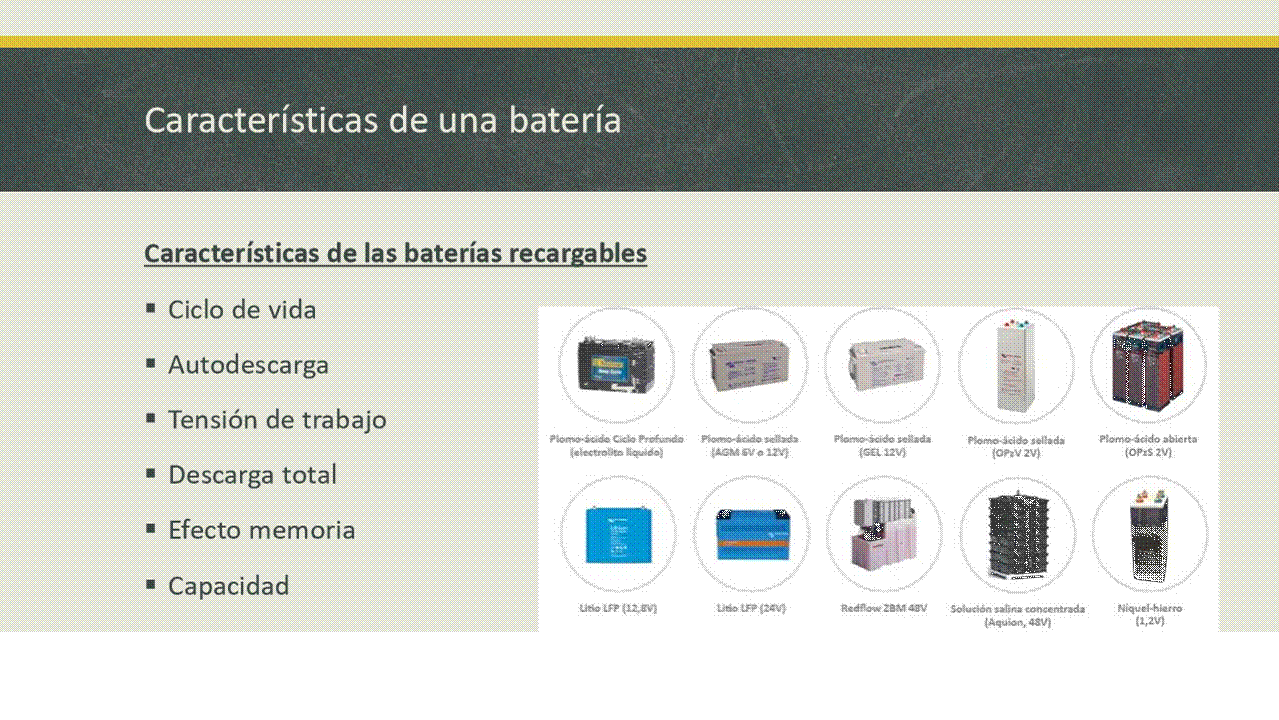 Características de una batería
Características de las baterías recargables
▪ Ciclo de vida
▪ Autodescarga
▪ Tensión de trabajo
▪ Descarga total
▪ Efecto memoria
▪ Capacidad
Plomo-ácido Ciclo Profundo
(electrolito líquido)
Plomo-ácido sellada
(AGM 6V o 12V)
Plomo-ácido sellada
(GEL 12V)
Plomo-ácido sellada
(OPzV 2V)
Plomo-ácido abierta
(OPzS 2V)
Litio LFP (12,8V)
Litio LFP (24V)
Redflow ZBM 48V
Solución salina concentrada
(Aquion, 48V)
Níquel-hierro
(1,2V)